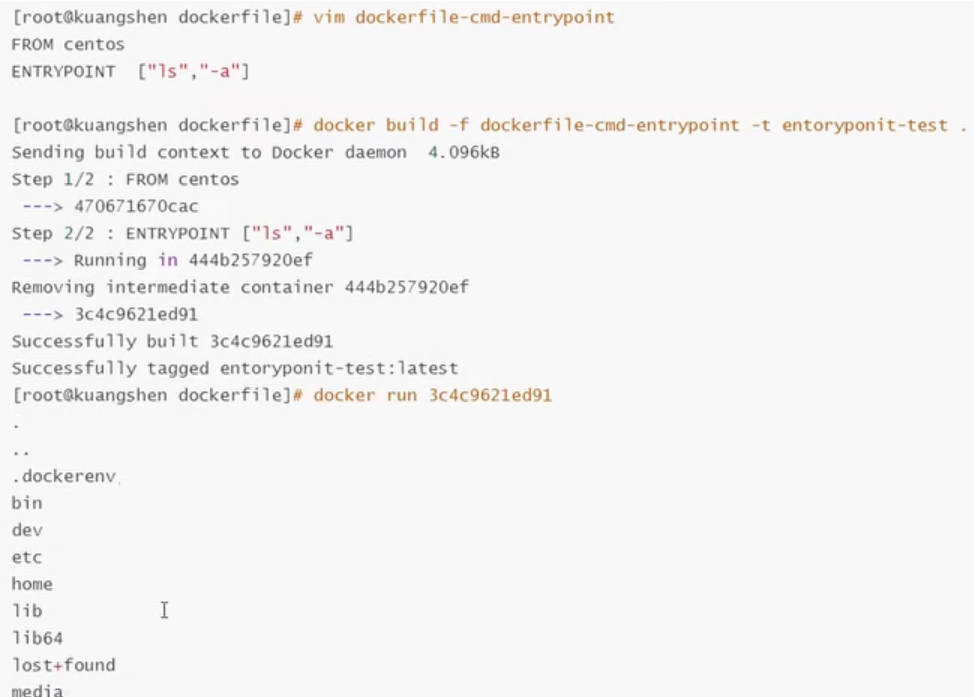 [root@kuangshen dockerfile]# vim dockerfile-cmd-entrypoint
FROM centos
ENTRYPOINT  ["ls","-a"]
[root@kuangshen dockerfile]# docker build -f dockerfile-cmd-entrypoint -t entoryponit-test .
Sending build context to Docker daemon  4.096kB
Step 1/2 : FROM centos
 ---> 470671670cac
Step 2/2 : ENTRYPOINT ["ls","-a"]
 ---> Running in 444b257920ef
Removing intermediate container 444b257920ef
 ---> 3c4c9621ed91
Successfully built 3c4c9621ed91
Successfully tagged entoryponit-test:latest
[root@kuangshen dockerfile]# docker run 3c4c9621ed91
.
..
.dockerenv
bin
dev
etc
home
lib
lib64
lost+found
media